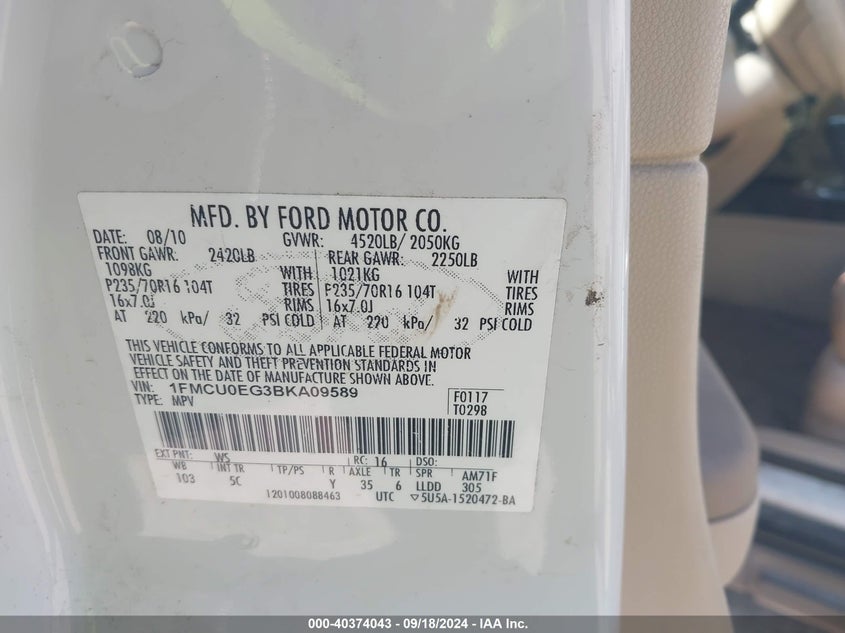 MFD. BY FORD MOTOR CO.
DATE: 08/10 GVWR: 4520LB/ 2050KG
FRONT GAWR: 2420LB REAR GAWR: 2250LB
1098KG WITH 1021KG WITH
P235/70R16 104T TIRES P235/70R16 104T TIRES
16x7.0J RIMS 16x7.0J RIMS
AT 220 kPa/ 32 PSI COLD AT 220 kPa/ 32 PSI COLD
THIS VEHICLE CONFORMS TO ALL APPLICABLE FEDERAL MOTOR
VEHICLE SAFETY AND THEFT PREVENTION STANDARDS IN
EFFECT ON THE DATE OF MANUFACTURE SHOWN ABOVE.
VIN: 1FMCU0EG3BKA09589 F0117
TYPE: MPV T0298
EXT PNT: WS RC: 16 DSO:
WB INT TR TP/PS R AXLE TR SPR AM71F
103 5C Y 35 6 LLDD 305
1201008088463 UTC ▽5U5A-1520472-BA
000-40374043 - 09/18/2024 - IAA Inc.